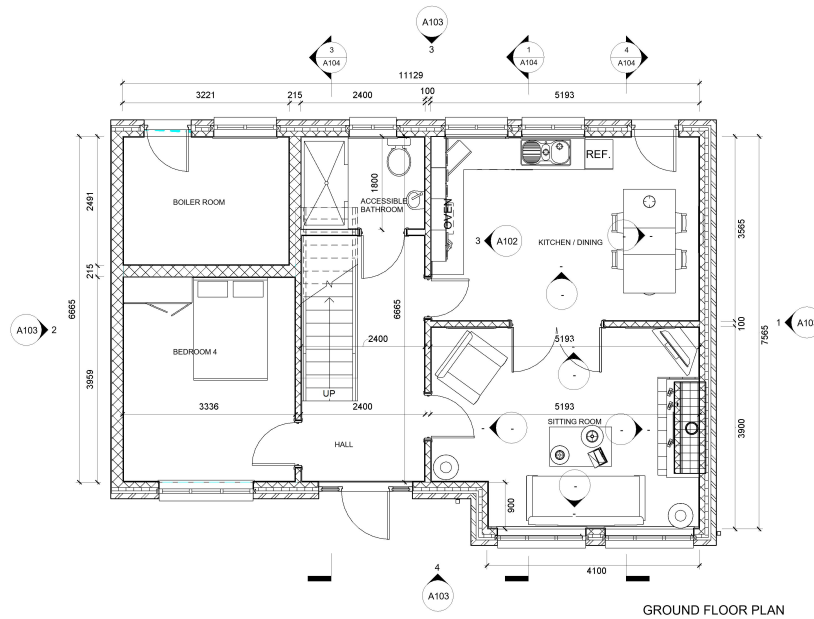 A103
3
3
A104
1
A104
4
A104
11129
3221
215
2400
100
5193
BOILER ROOM
2491
1800
ACCESSIBLE
BATHROOM
OVEN
REF.
3 A102
KITCHEN / DINING
3565
215
6665
6665
A103 2
1 A10
100
7565
2400
5193
BEDROOM 4
3959
UP
3336
2400
5193
HALL
SITTING ROOM
3900
900
4100
4
A103
GROUND FLOOR PLAN